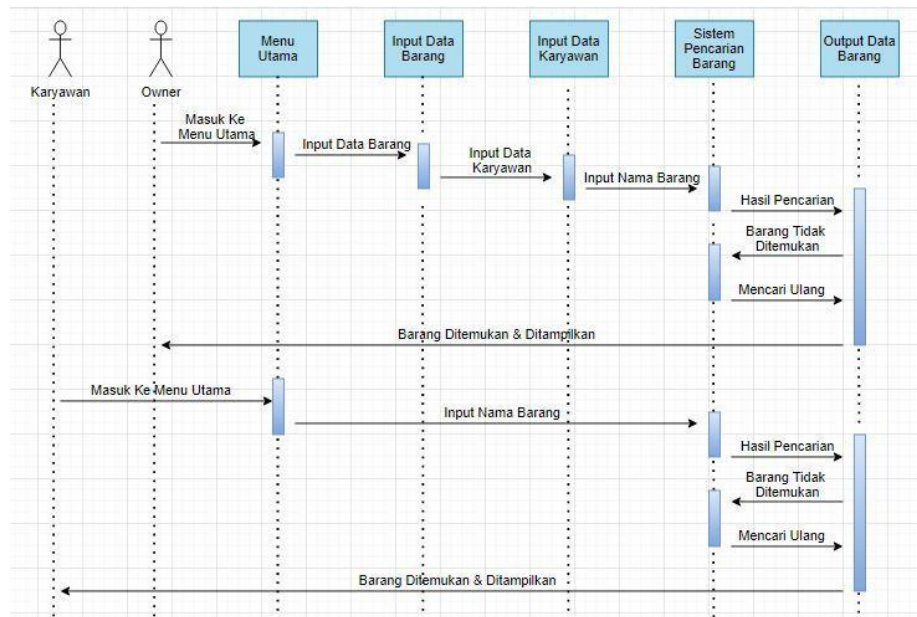 Karyawan
Owner
Menu
Utama
Input Data
Barang
Input Data
Karyawan
Sistem
Pencarian
Barang
Output Data
Barang
Masuk Ke
Menu Utama
Input Data Barang
Input Data
Karyawan
Input Nama Barang
Hasil Pencarian
Barang Tidak
Ditemukan
Mencari Ulang
Barang Ditemukan & Ditampilkan
Masuk Ke Menu Utama
Input Nama Barang
Hasil Pencarian
Barang Tidak
Ditemukan
Mencari Ulang
Barang Ditemukan & Ditampilkan